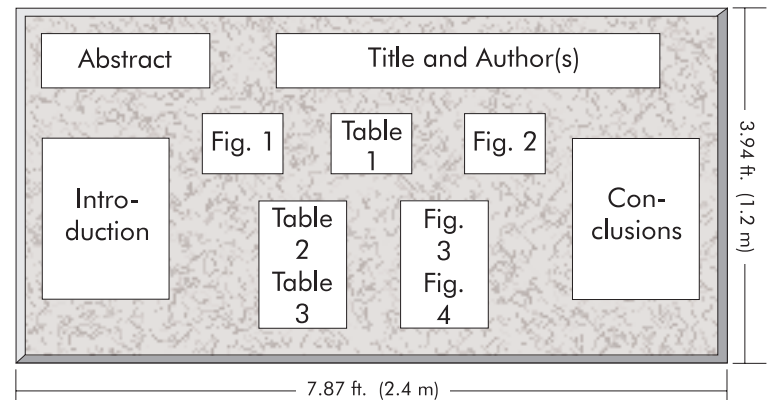 Abstract
Title and Author(s)
Fig. 1
Table
1
Fig. 2
Intro-
duction
Table
2
Table
3
Fig.
3
Fig.
4
Con-
clusions
3.94 ft. (1.2 m)
7.87 ft. (2.4 m)